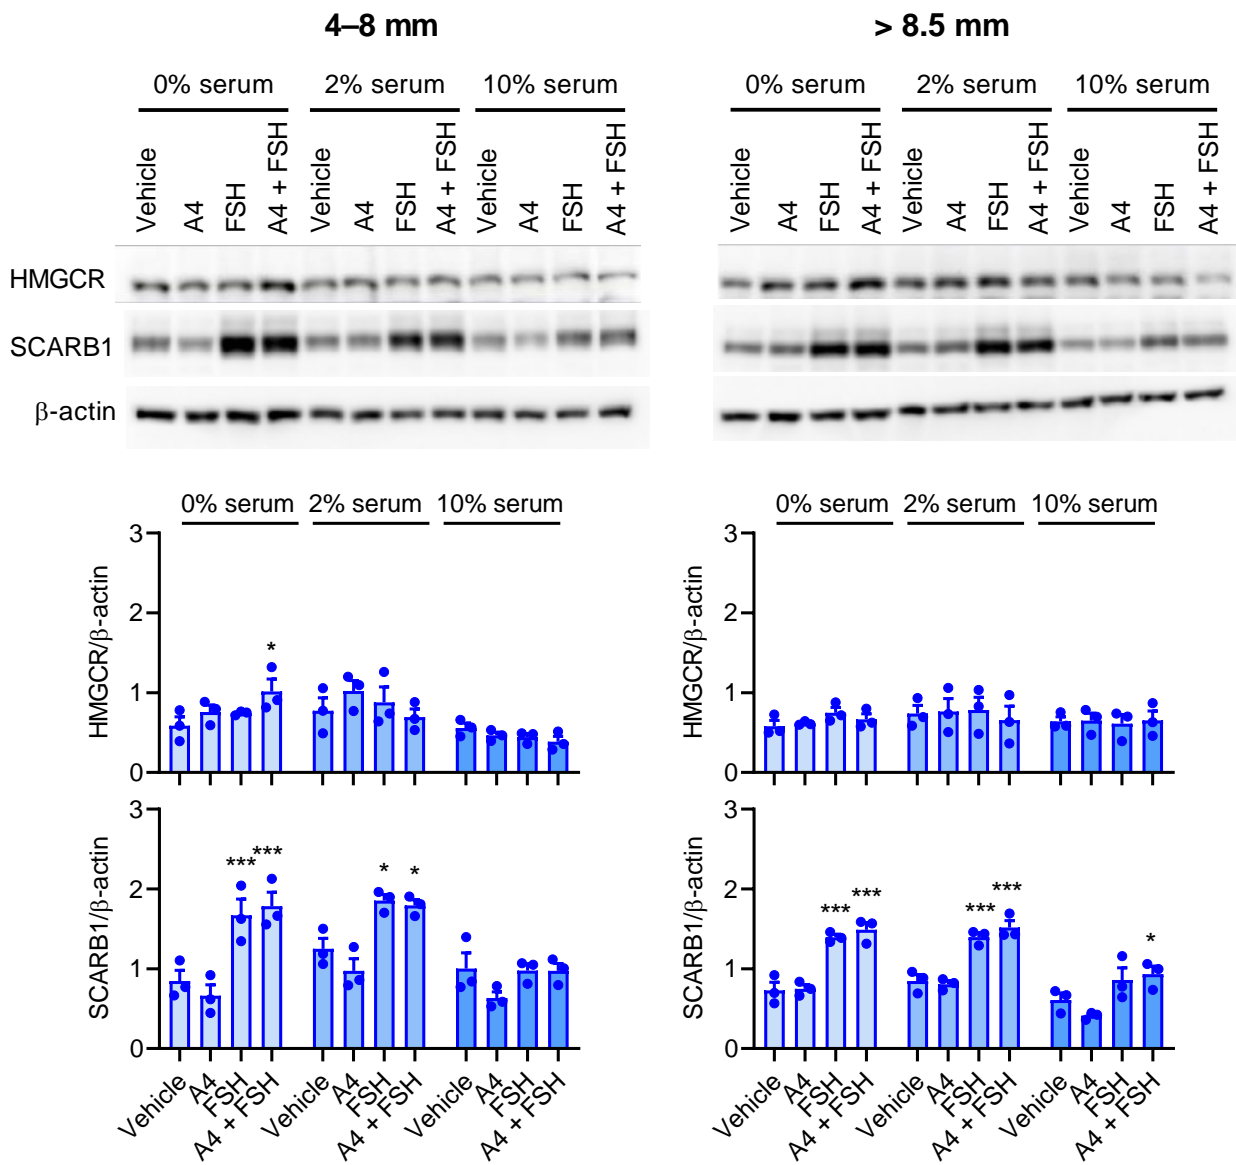 4–8 mm > 8.5 mm
0% serum 2% serum 10% serum 0% serum 2% serum 10% serum
Vehicle A4 FSH A4 + FSH Vehicle A4 FSH A4 + FSH Vehicle A4 FSH A4 + FSH Vehicle A4 FSH A4 + FSH Vehicle A4 FSH A4 + FSH Vehicle A4 FSH A4 + FSH
HMGCR
SCARB1
β-actin
0% serum 2% serum 10% serum
HMGCR/β-actin
3
2
1
0
*
0% serum 2% serum 10% serum
HMGCR/β-actin
3
2
1
0
SCARB1/β-actin
3
2
1
0
*** *** * *
Vehicle A4 FSH A4 + FSH Vehicle A4 FSH A4 + FSH Vehicle A4 FSH A4 + FSH
SCARB1/β-actin
3
2
1
0
*** *** *** *** *
Vehicle A4 FSH A4 + FSH Vehicle A4 FSH A4 + FSH Vehicle A4 FSH A4 + FSH